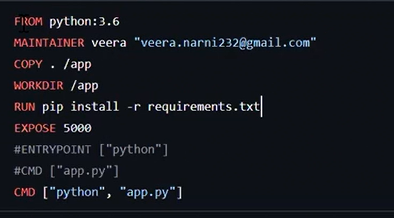 FROM python:3.6
MAINTAINER veera "veera.narni232@gmail.com"
COPY . /app
WORKDIR /app
RUN pip install -r requirements.txt
EXPOSE 5000
#ENTRYPOINT ["python"]
#CMD ["app.py"]
CMD ["python", "app.py"]